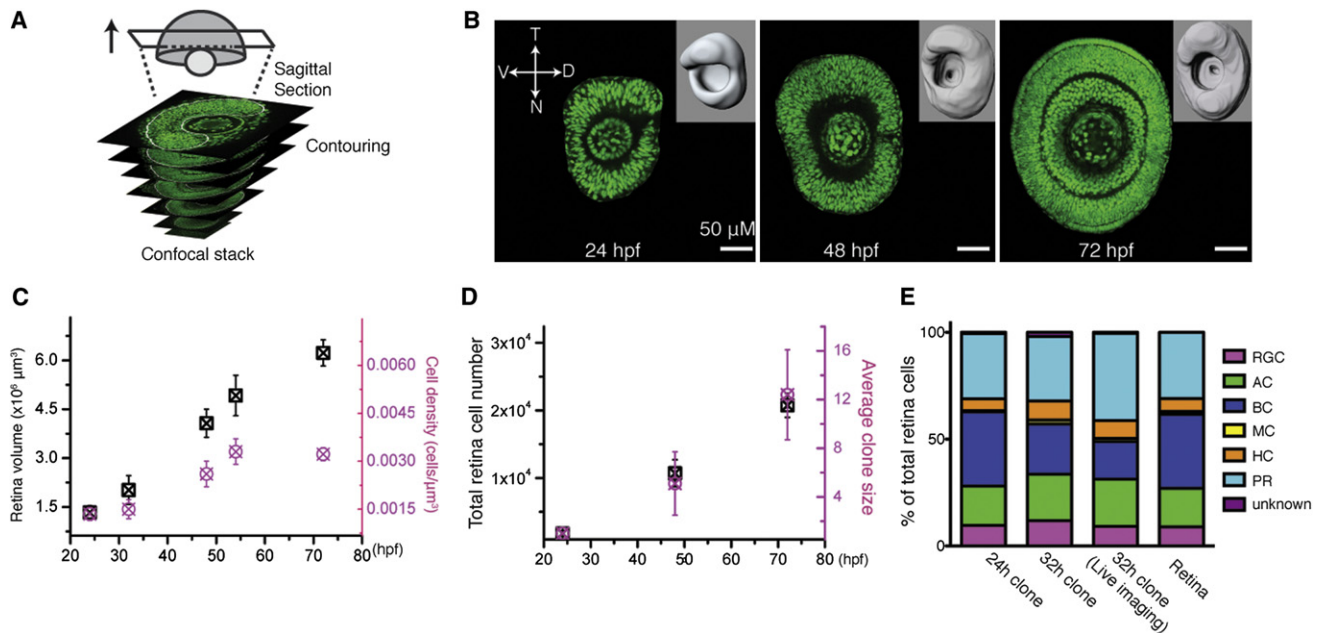 A
Sagittal
Section
Contouring
Confocal stack
B
T
V
D
N
50 µM
24 hpf
48 hpf
72 hpf
C
Retina volume (x10⁶ µm³)
6.0
4.5
3.0
1.5
20
30
40
50
60
70
80
(hpf)
0.0060
0.0045
0.0030
0.0015
Cell density (cells/µm³)
D
Total retina cell number
3x10⁴
2x10⁴
1x10⁴
20
30
40
50
60
70
80
(hpf)
16
12
8
4
Average clone size
E
% of total retina cells
100
50
0
24h clone
32h clone
32h clone
(Live imaging)
Retina
RGC
AC
BC
MC
HC
PR
unknown